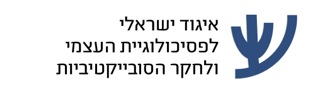 איגוד ישראלי
לפסיכולוגיית העצמי
ולחקר הסובייקטיביות